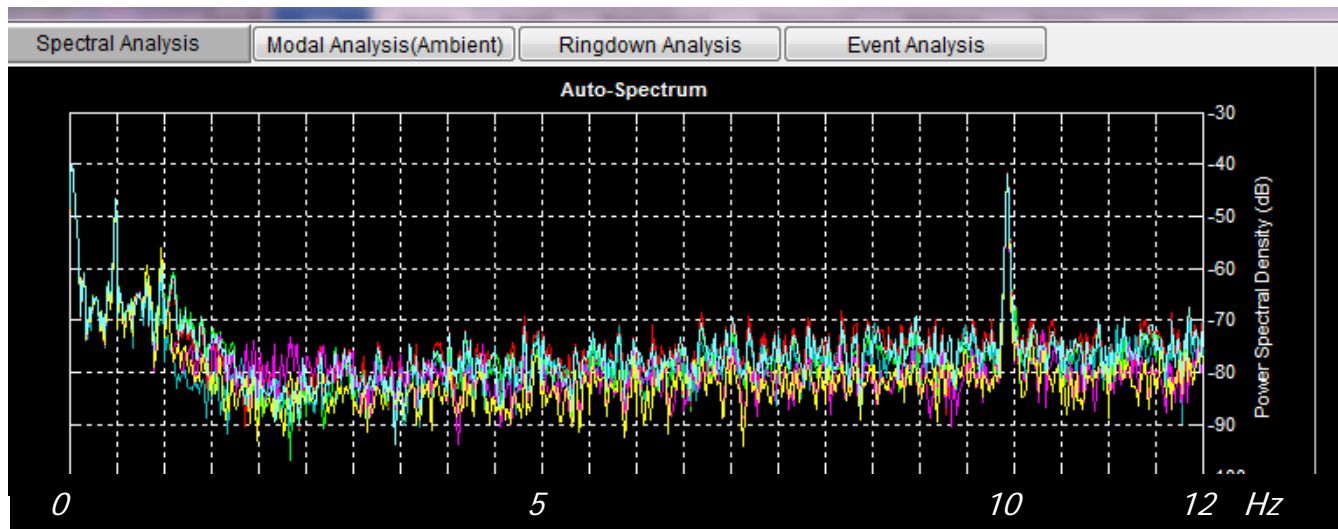 Spectral Analysis
Modal Analysis(Ambient)
Ringdown Analysis
Event Analysis
Auto-Spectrum
-30
-40
-50
-60
-70
-80
-90
Power Spectral Density (dB)
0 5 10 12 Hz